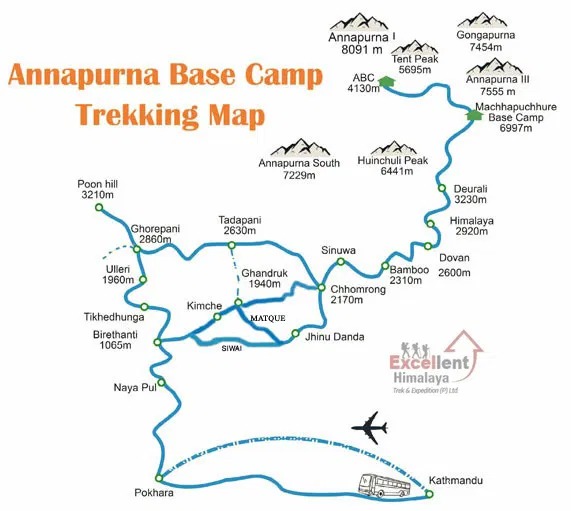 Annapurna I
8091 m
Gongapurna
7454m
Tent Peak
5695m
Annapurna Base Camp
Trekking Map
ABC
4130m
Annapurna III
7555 m
Machhapuchhure
Base Camp
6997m
Annapurna South
7229m
Huinchuli Peak
6441m
Poon hill
3210m
Deurali
3230m
Himalaya
2920m
Ghorepani
2860m
Tadapani
2630m
Sinuwa
Dovan
2600m
Bamboo
2310m
Ulleri
1960m
Ghandruk
1940m
Chhomrong
2170m
Tikhedhunga
Kimche
MATQUE
Birethanti
1065m
SIWAI
Jhinu Danda
Excellent
Himalaya
Trek & Expedition (P) Ltd
Naya Pul
Pokhara
Kathmandu